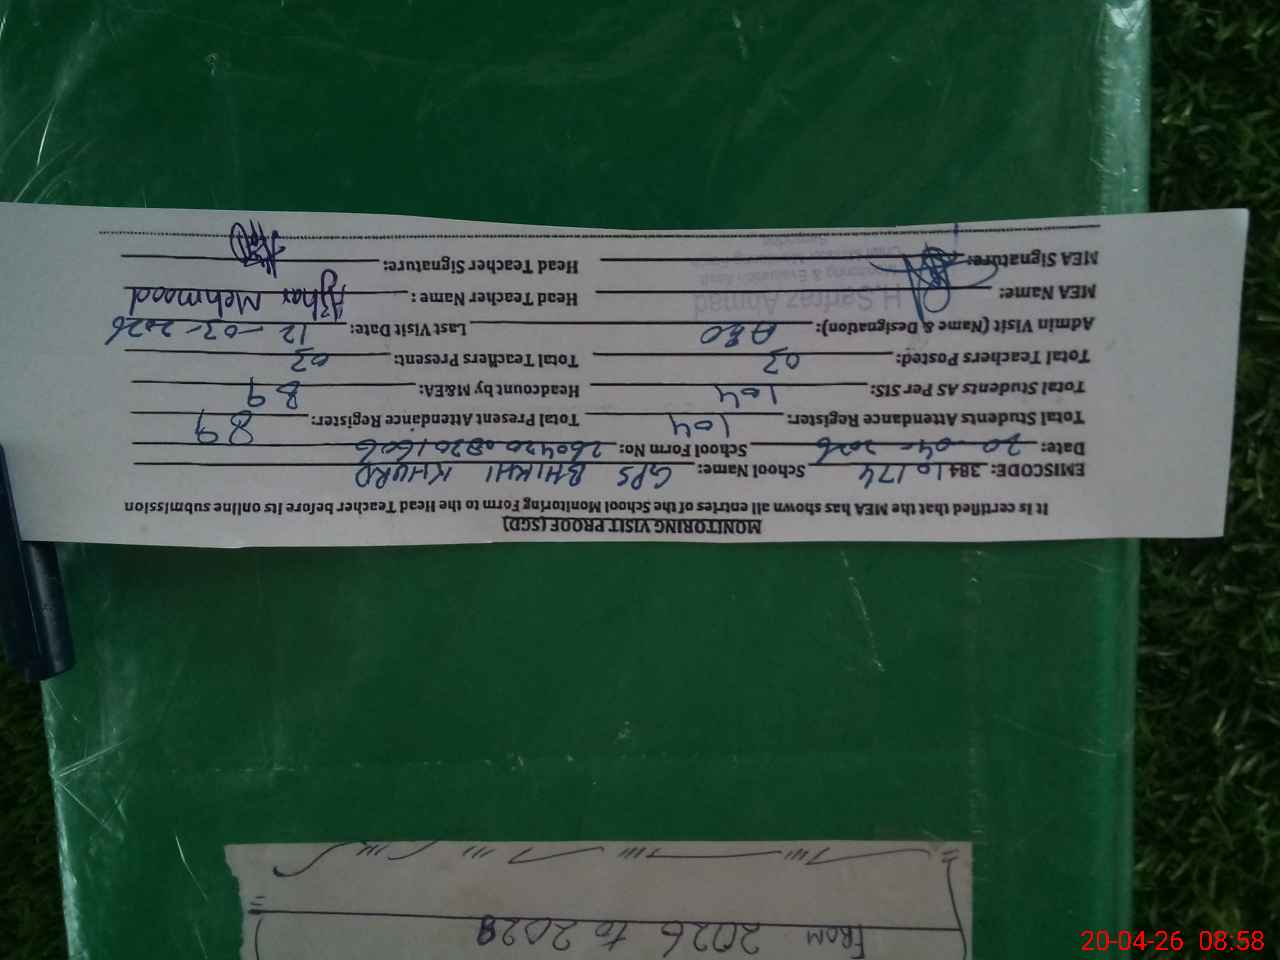 MONITORING VISIT PROOF (SGD)
It is certified that the MEA has shown all entries of the School Monitoring Form to the Head Teacher before its online submission
EMISCODE: 38410174 School Name: GPS BHIKHI KHURD
Date: 20-04-2026 School Form No:
Total Students Attendance Register: 104 Total Present Attendance Register: 89
Total Students AS Per SIS: 104 Headcount by M&EA: 89
Total Teachers Posted: 03 Total Teachers Present: 03
Admin Visit (Name & Designation): AEO Last Visit Date: 12-03-2026
MEA Name: H.Sarfraz Ahmad Head Teacher Name: Azhar Mehmood
Monitoring & Evaluation Asstt
MEA Signature: Head Teacher Signature:
FROM 2026 to 2028
20-04-26 08:58